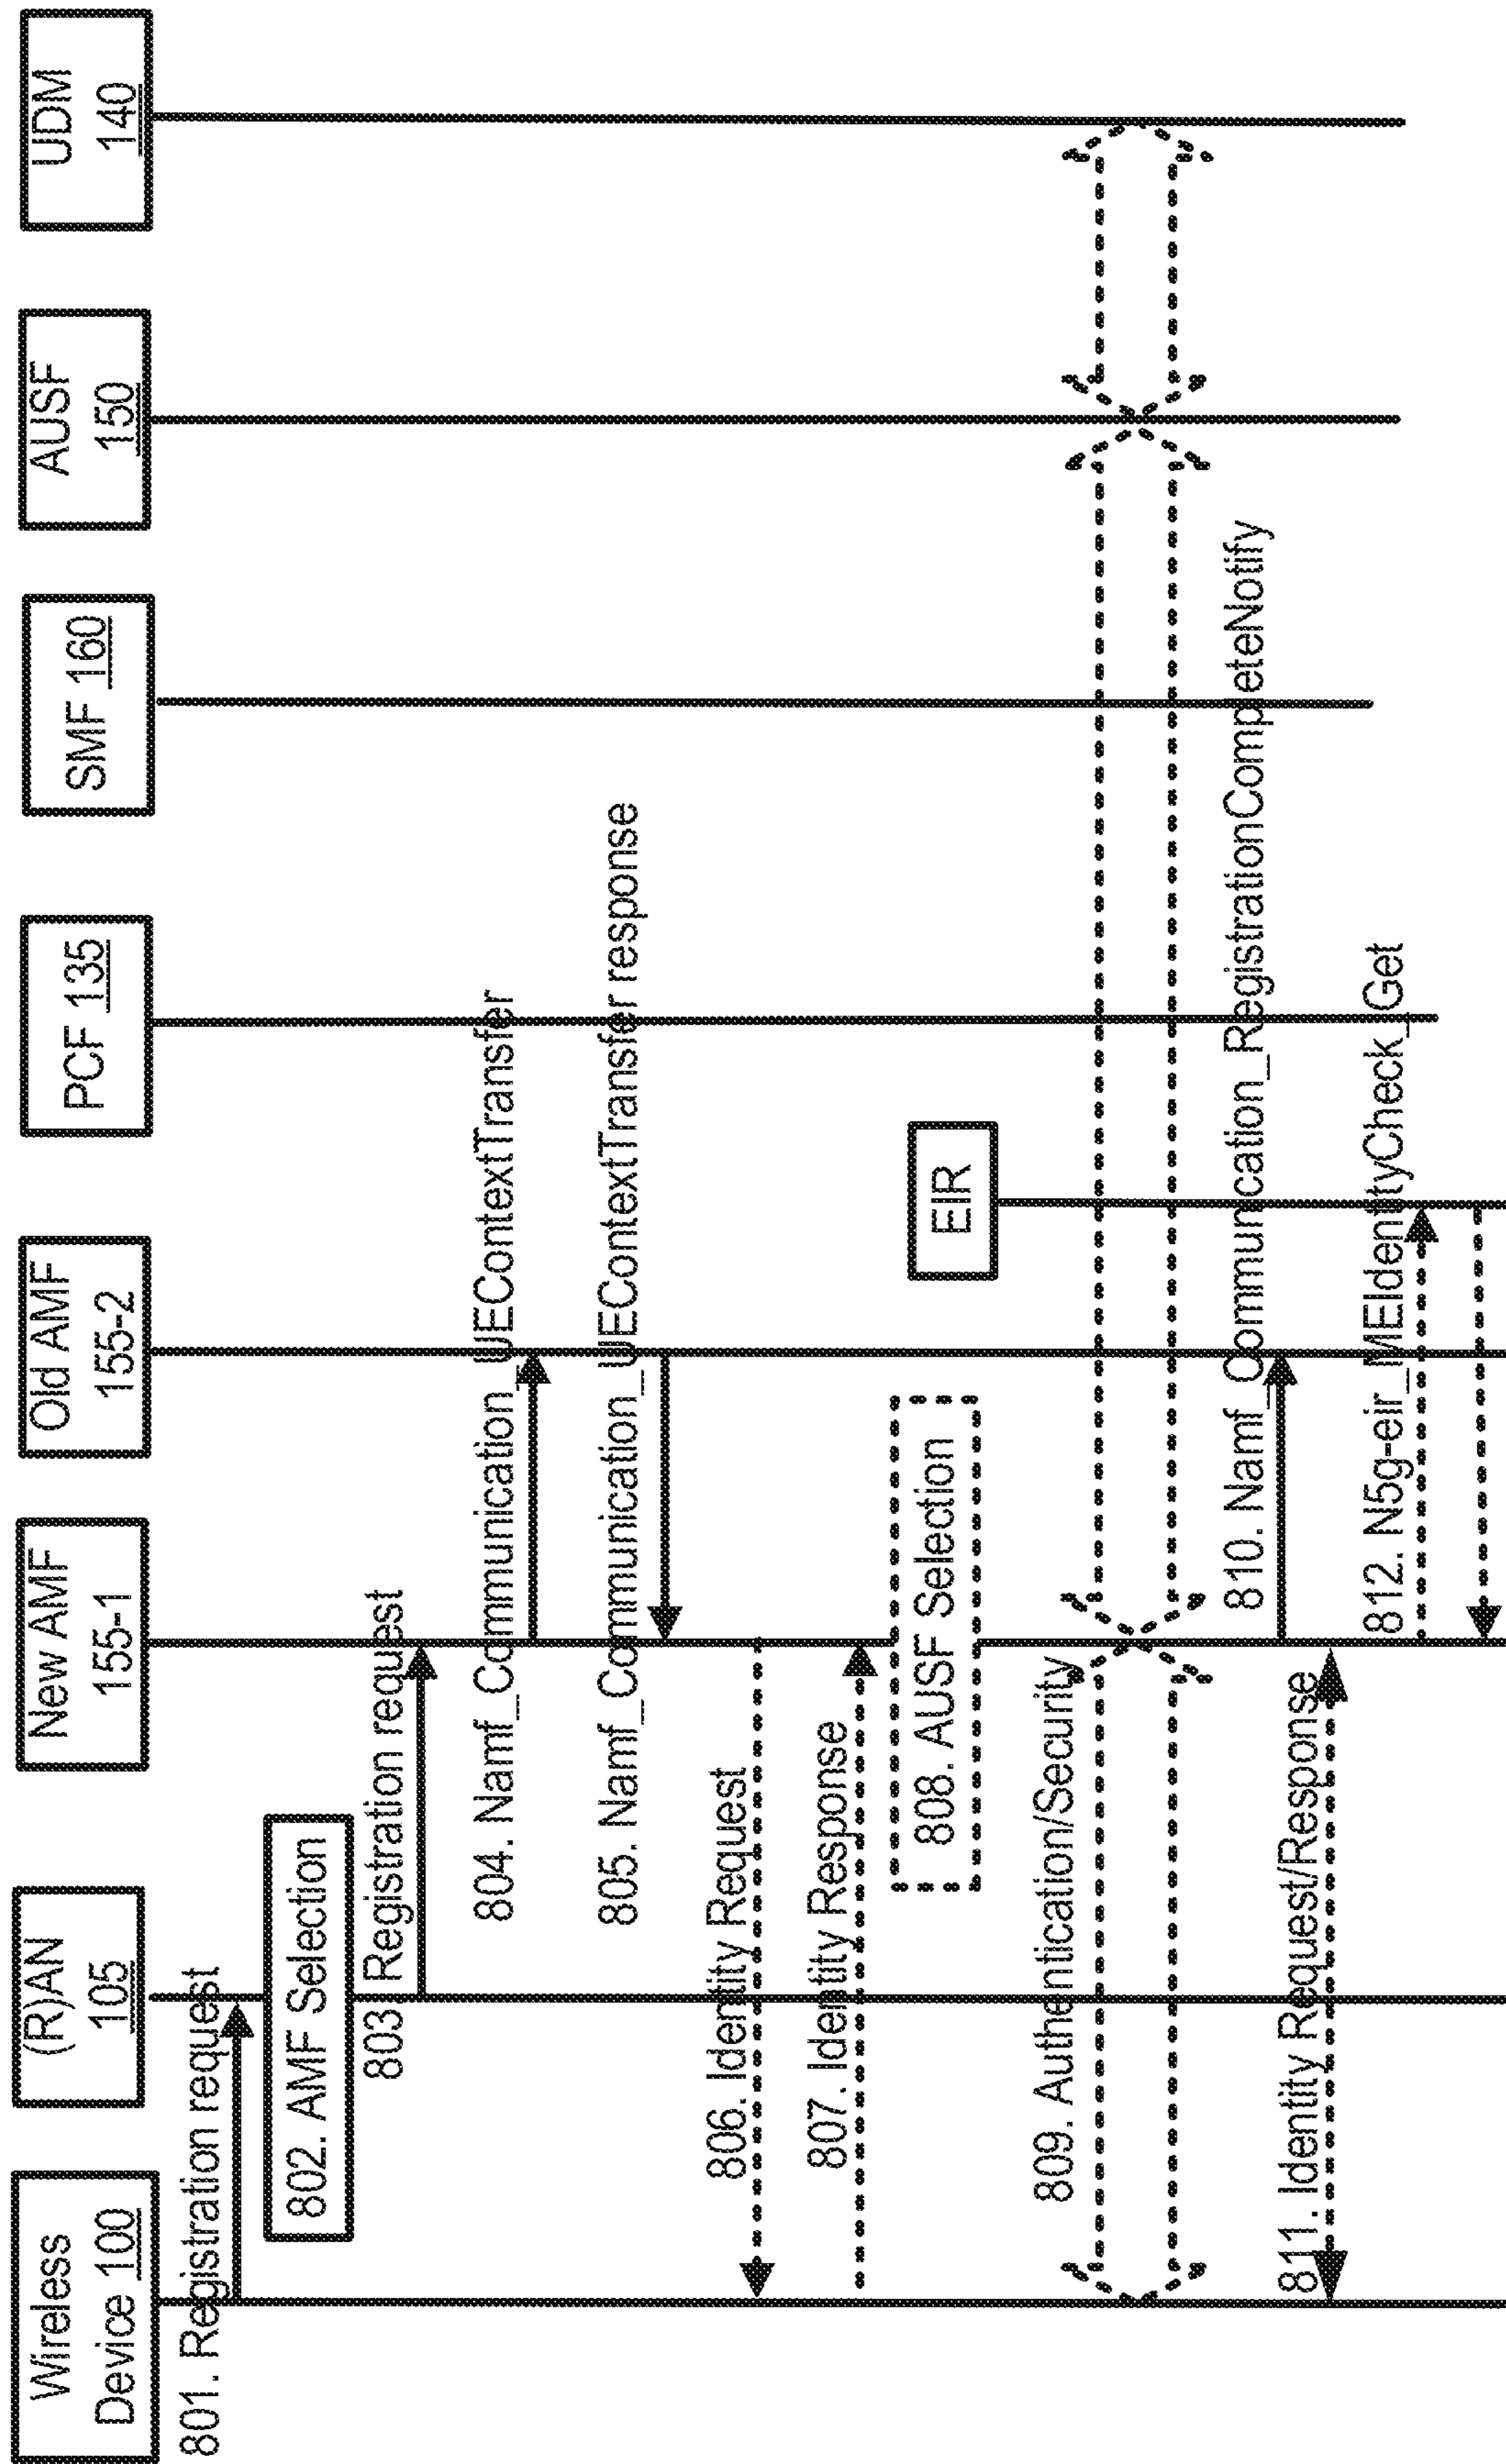 Wireless
Device 100
(R)AN
105
New AMF
155-1
Old AMF
155-2
PCF 135
SMF 160
AUSF
150
UDM
140
801. Registration request
802. AMF Selection
803. Registration request
804. Namf_Communication_UEContextTransfer
805. Namf_Communication_UEContextTransfer response
806. Identity Request
807. Identity Response
808. AUSF Selection
EIR
809. Authentication/Security
810. Namf_Communication_RegistrationCompleteNotify
811. Identity Request/Response
812. N5g-eir_MEIdentityCheck_Get